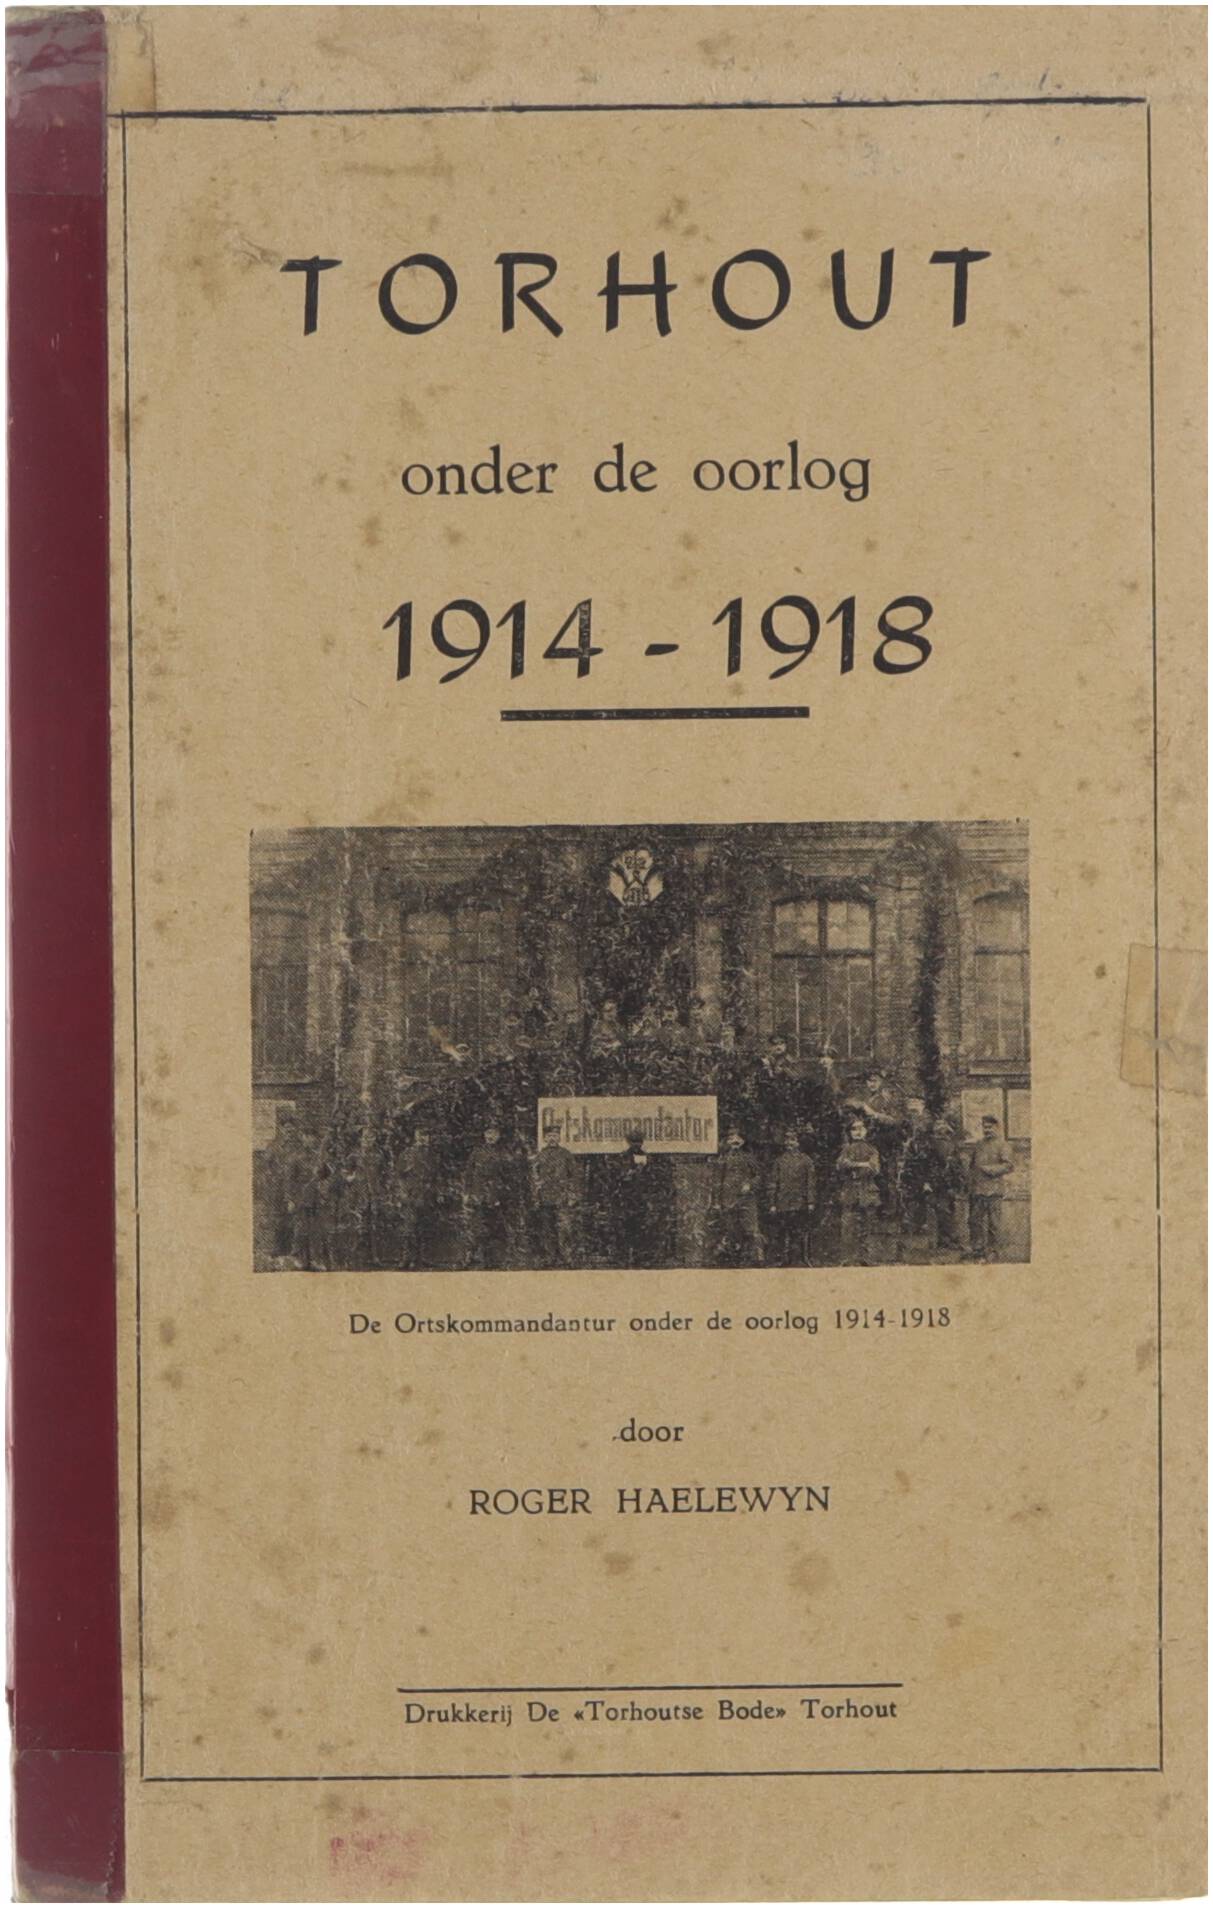 TORHOUT
onder de oorlog
1914 - 1918
Ortskommandantur
De Ortskommandantur onder de oorlog 1914-1918
door
ROGER HAELEWYN
Drukkerij De «Torhoutse Bode» Torhout